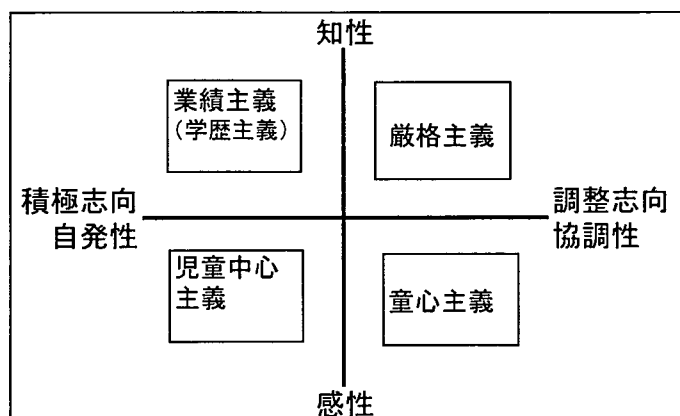 知性
業績主義
(学歴主義)
厳格主義
積極志向
自発性
調整志向
協調性
児童中心
主義
童心主義
感性